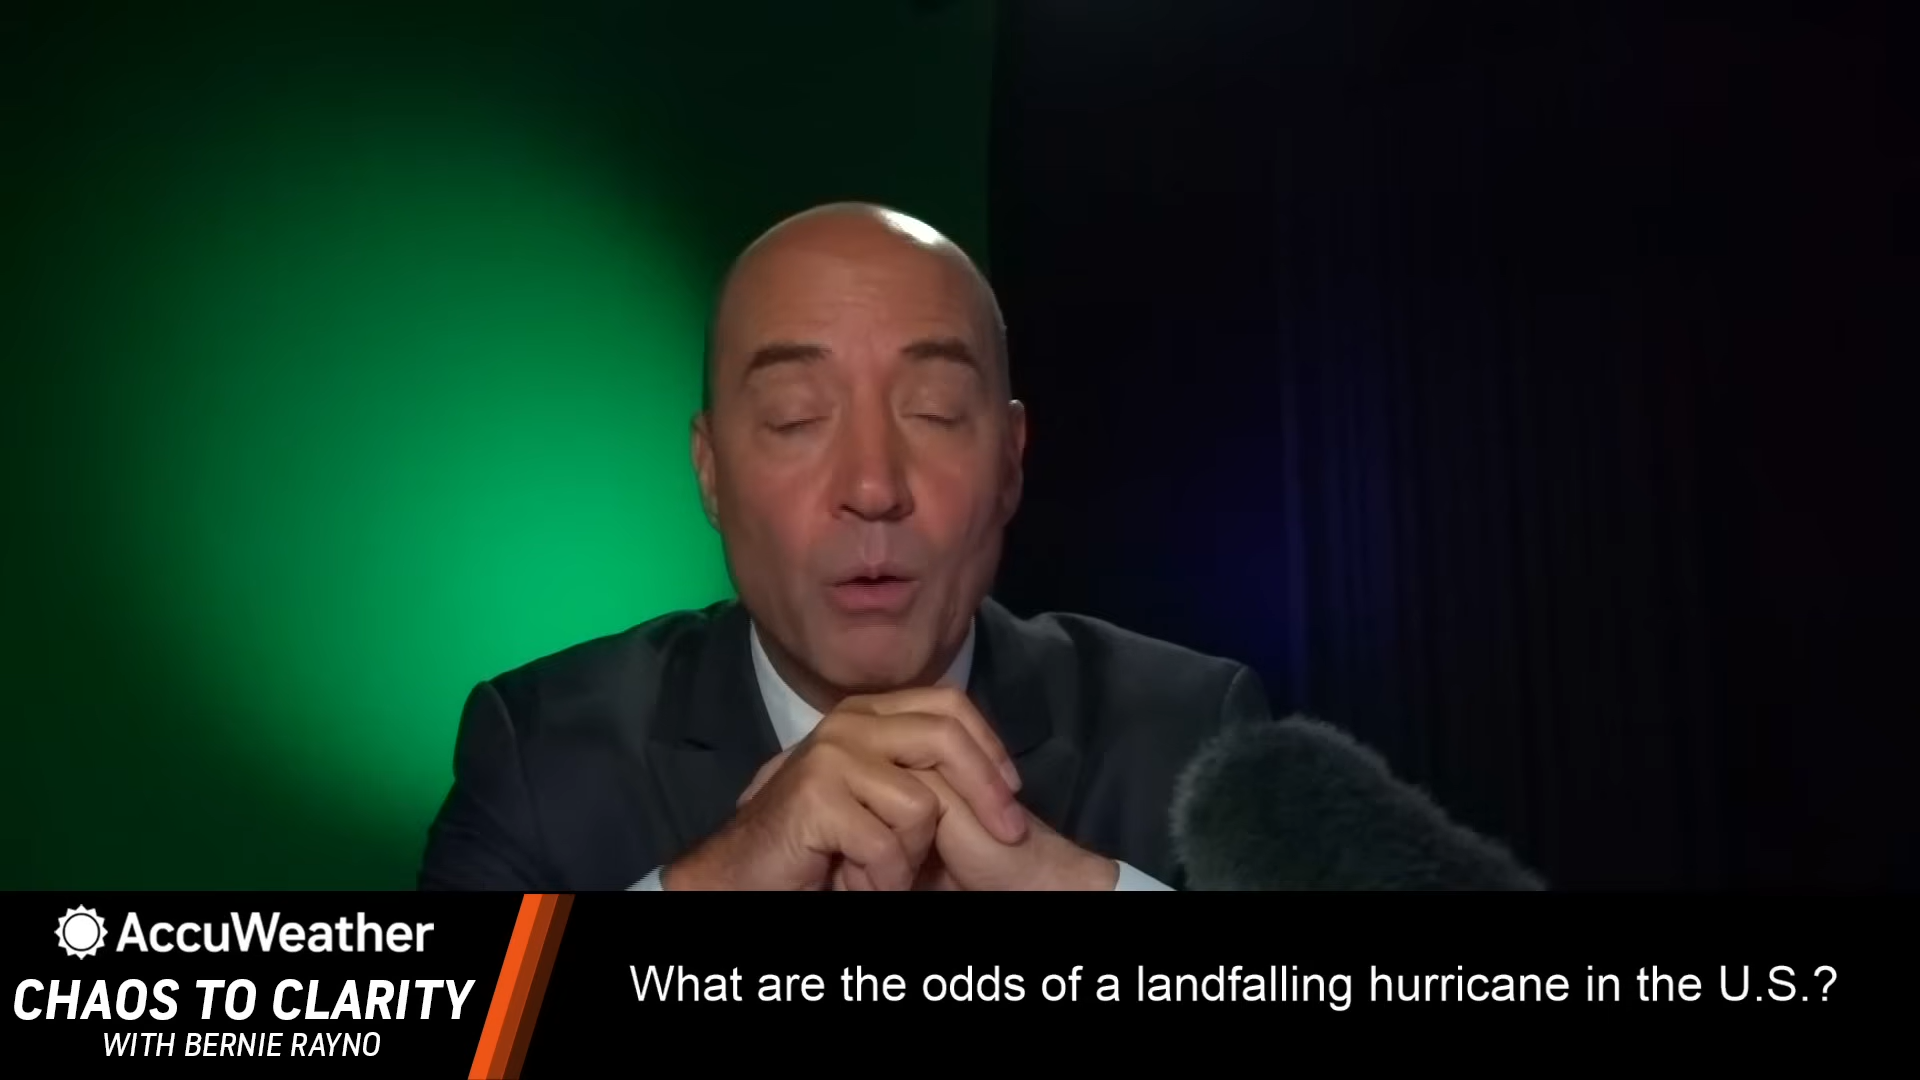 AccuWeather
CHAOS TO CLARITY
WITH BERNIE RAYNO
What are the odds of a landfalling hurricane in the U.S.?